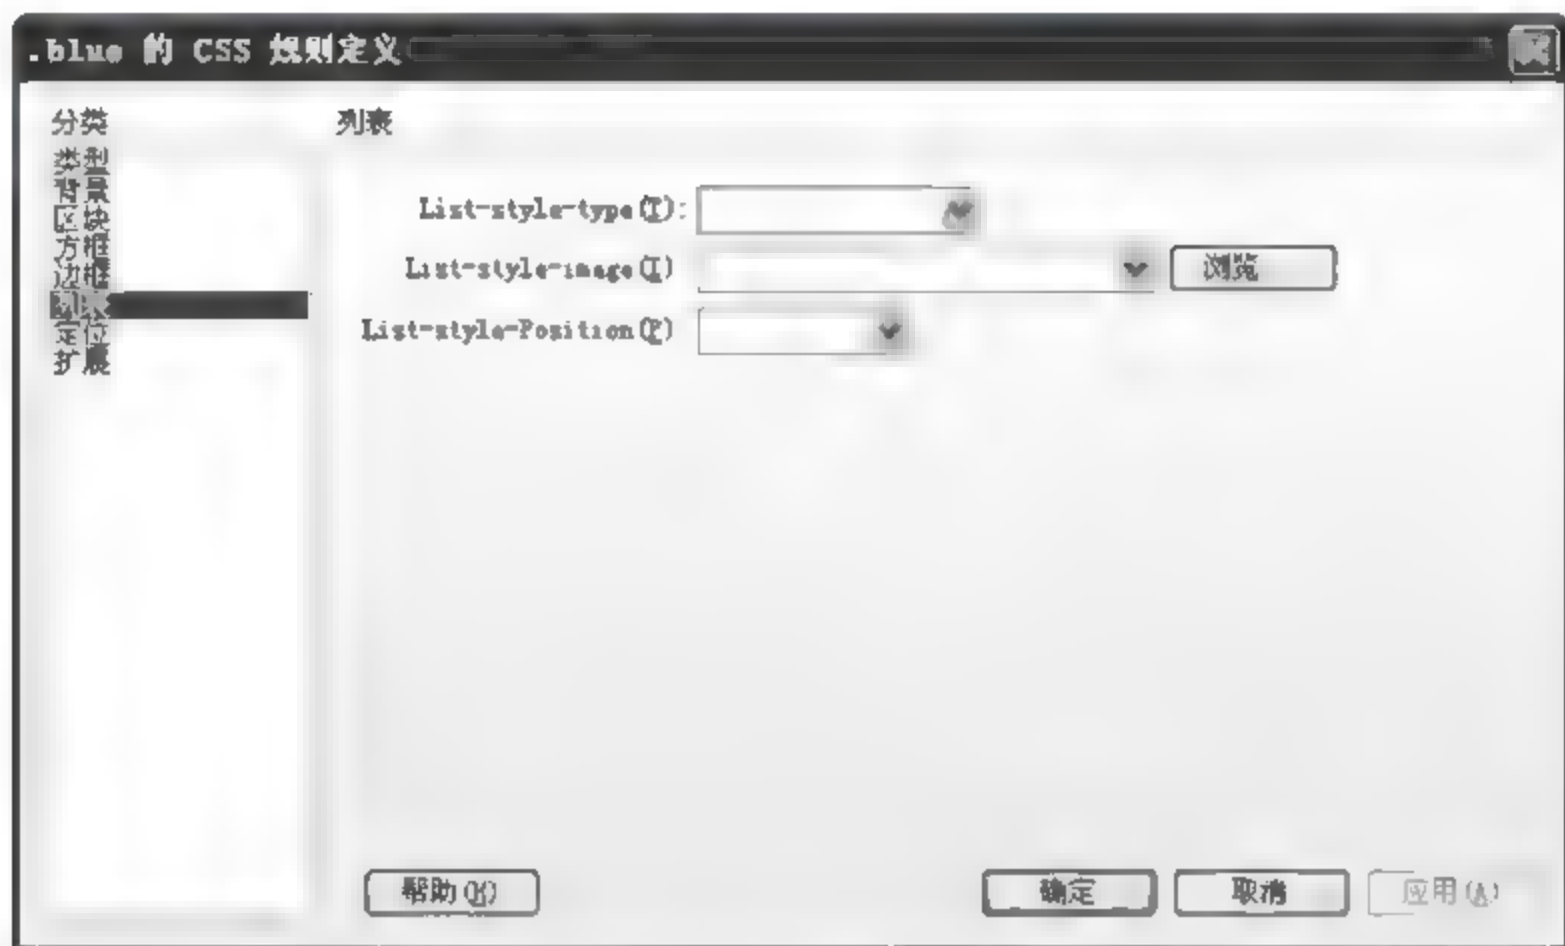 .blue 的 CSS 规则定义
分类
类型
背景
区块
方框
边框
列表
定位
扩展
列表
List-style-type(T):
List-style-image(I)
浏览
List-style-Position(P)
帮助(H)
确定
取消
应用(A)